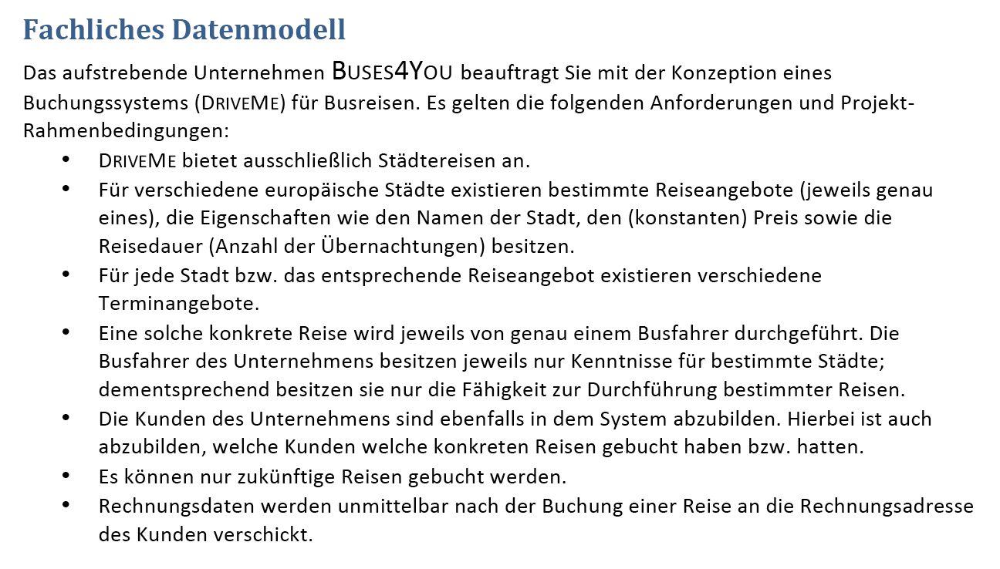 Fachliches Datenmodell
Das aufstrebende Unternehmen BUSES4YOU beauftragt Sie mit der Konzeption eines
Buchungssystems (DRIVEME) für Busreisen. Es gelten die folgenden Anforderungen und Projekt-
Rahmenbedingungen:
• DRIVEME bietet ausschließlich Städtereisen an.
• Für verschiedene europäische Städte existieren bestimmte Reiseangebote (jeweils genau
eines), die Eigenschaften wie den Namen der Stadt, den (konstanten) Preis sowie die
Reisedauer (Anzahl der Übernachtungen) besitzen.
• Für jede Stadt bzw. das entsprechende Reiseangebot existieren verschiedene
Terminangebote.
• Eine solche konkrete Reise wird jeweils von genau einem Busfahrer durchgeführt. Die
Busfahrer des Unternehmens besitzen jeweils nur Kenntnisse für bestimmte Städte;
dementsprechend besitzen sie nur die Fähigkeit zur Durchführung bestimmter Reisen.
• Die Kunden des Unternehmens sind ebenfalls in dem System abzubilden. Hierbei ist auch
abzubilden, welche Kunden welche konkreten Reisen gebucht haben bzw. hatten.
• Es können nur zukünftige Reisen gebucht werden.
• Rechnungsdaten werden unmittelbar nach der Buchung einer Reise an die Rechnungsadresse
des Kunden verschickt.